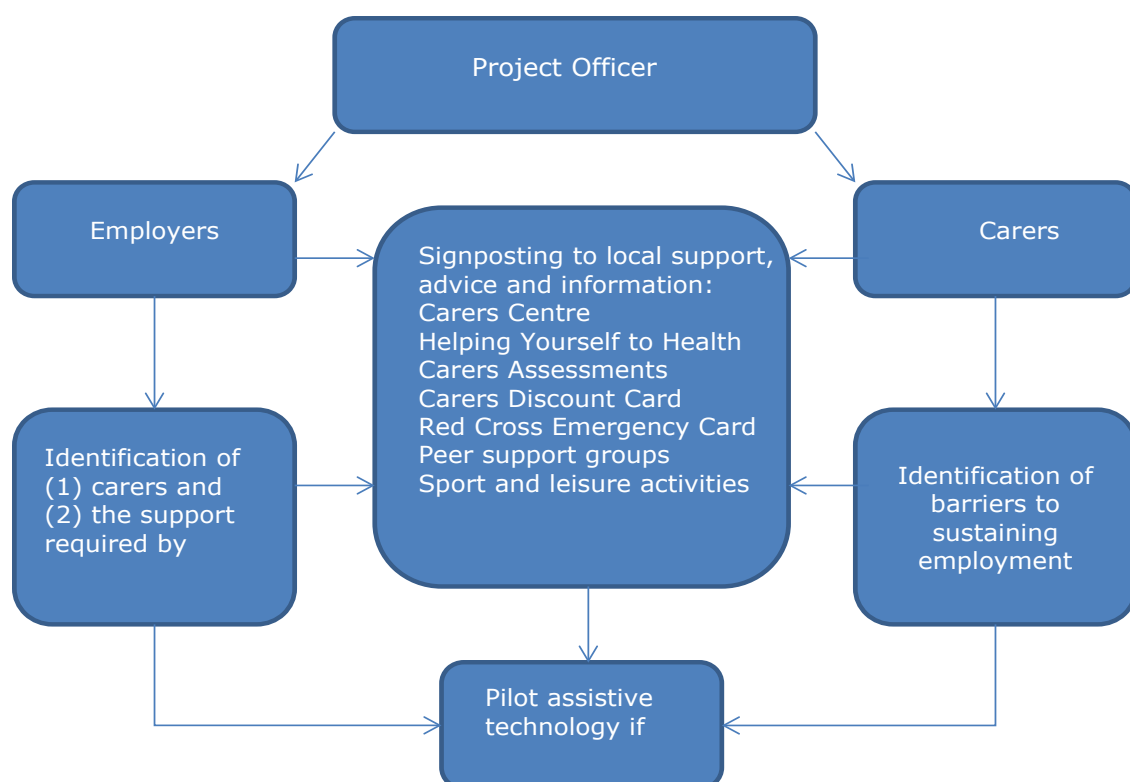 Project Officer
Employers
Carers
Signposting to local support,
advice and information:
Carers Centre
Helping Yourself to Health
Carers Assessments
Carers Discount Card
Red Cross Emergency Card
Peer support groups
Sport and leisure activities
Identification of
(1) carers and
(2) the support
required by
Identification of
barriers to
sustaining
employment
Pilot assistive
technology if